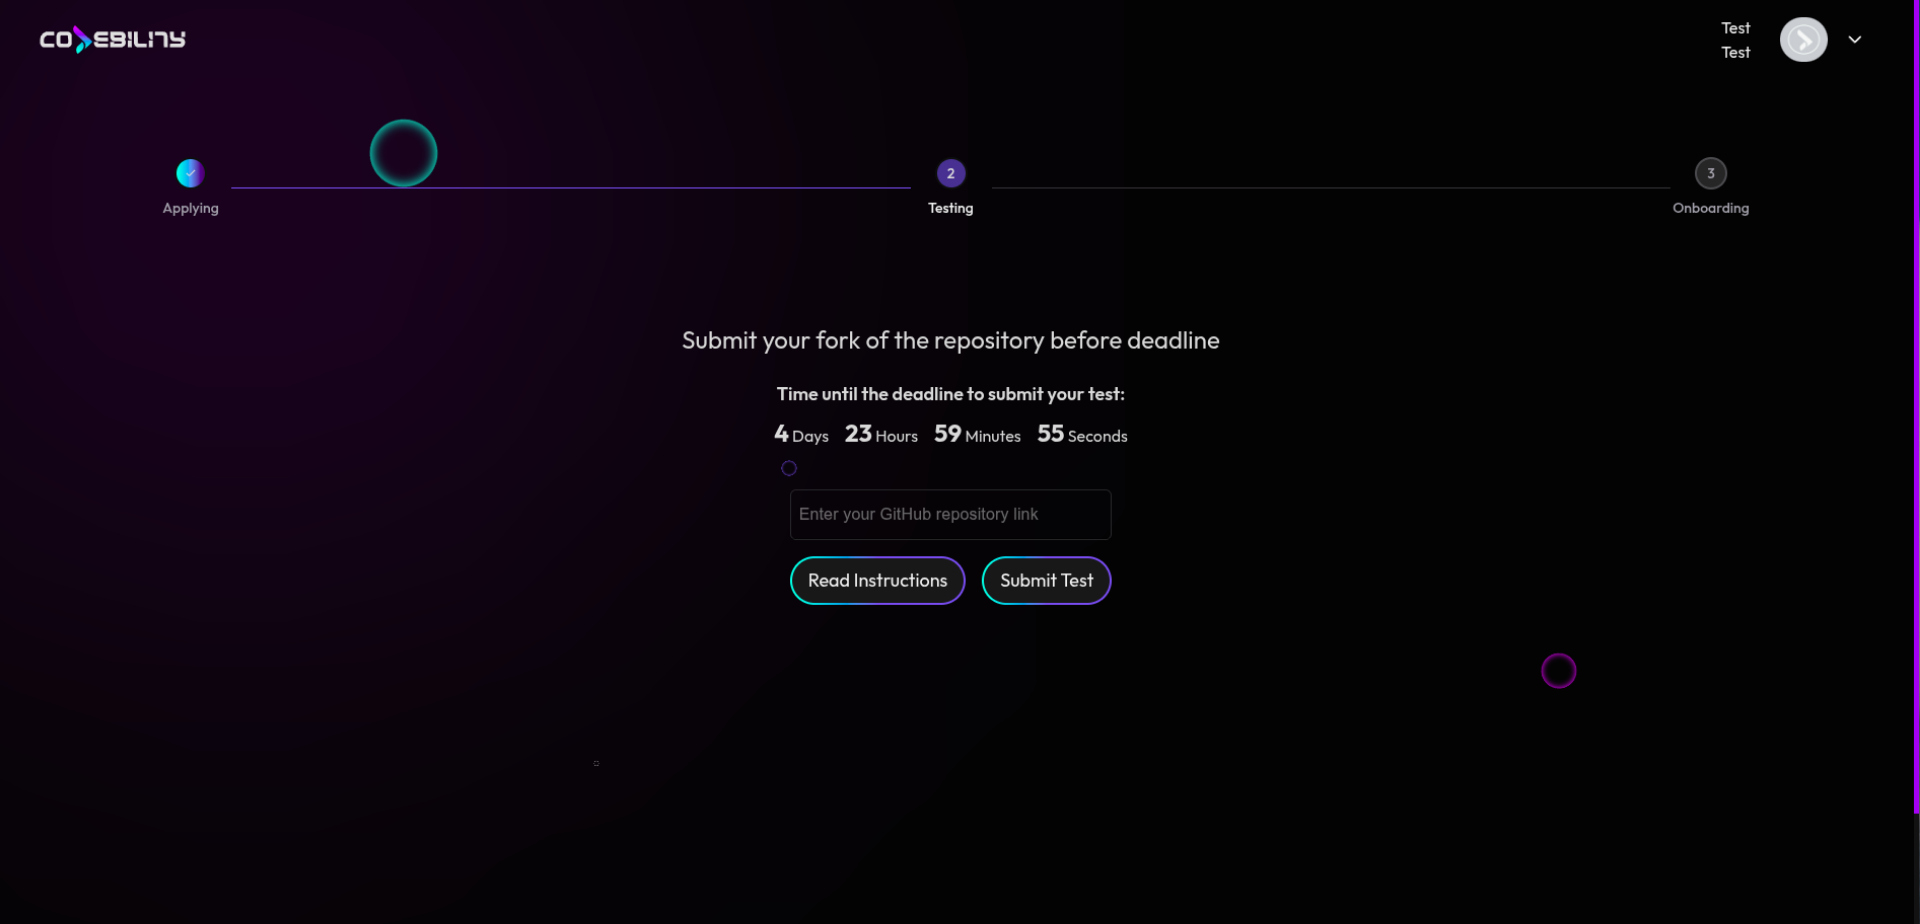 CODEBILITY
Test
Test
2
3
Applying
Testing
Onboarding
Submit your fork of the repository before deadline
Time until the deadline to submit your test:
4 Days 23 Hours 59 Minutes 55 Seconds
Enter your GitHub repository link
Read Instructions
Submit Test